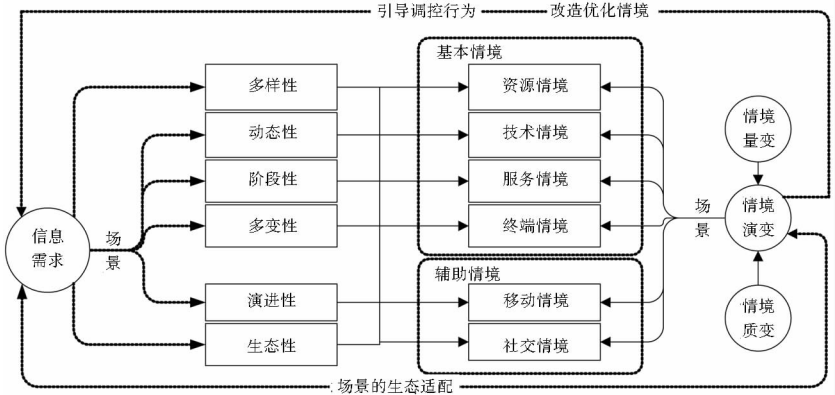 引导调控行为
改造优化情境
基本情境
多样性
资源情境
动态性
技术情境
情境
量变
阶段性
服务情境
信息
需求
场
景
多变性
终端情境
场
景
情境
演变
辅助情境
演进性
移动情境
情境
质变
生态性
社交情境
场景的生态适配